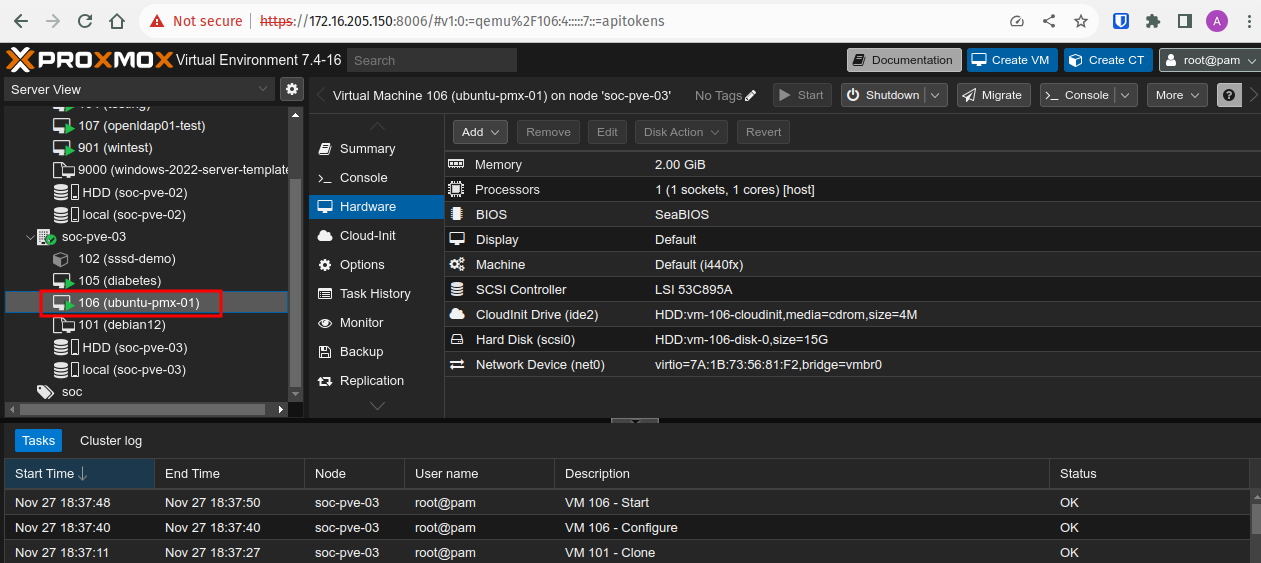 Not secure https://172.16.205.150:8006/#v1:0:=qemu%2F106:4:::::7::=apitokens A
PROXMOX Virtual Environment 7.4-16 Search Documentation Create VM Create CT root@pam
Server View
107 (openldap01-test)
901 (wintest)
9000 (windows-2022-server-template
HDD (soc-pve-02)
local (soc-pve-02)
soc-pve-03
102 (sssd-demo)
105 (diabetes)
106 (ubuntu-pmx-01)
101 (debian12)
HDD (soc-pve-03)
local (soc-pve-03)
soc
Virtual Machine 106 (ubuntu-pmx-01) on node 'soc-pve-03' No Tags Start Shutdown Migrate Console More
Summary
Console
Hardware
Cloud-Init
Options
Task History
Monitor
Backup
Replication
Add Remove Edit Disk Action Revert
Memory 2.00 GiB
Processors 1 (1 sockets, 1 cores) [host]
BIOS SeaBIOS
Display Default
Machine Default (i440fx)
SCSI Controller LSI 53C895A
CloudInit Drive (ide2) HDD:vm-106-cloudinit,media=cdrom,size=4M
Hard Disk (scsi0) HDD:vm-106-disk-0,size=15G
Network Device (net0) virtio=7A:1B:73:56:81:F2,bridge=vmbr0
Tasks Cluster log
Start Time End Time Node User name Description Status
Nov 27 18:37:48 Nov 27 18:37:50 soc-pve-03 root@pam VM 106 - Start OK
Nov 27 18:37:40 Nov 27 18:37:40 soc-pve-03 root@pam VM 106 - Configure OK
Nov 27 18:37:11 Nov 27 18:37:27 soc-pve-03 root@pam VM 101 - Clone OK